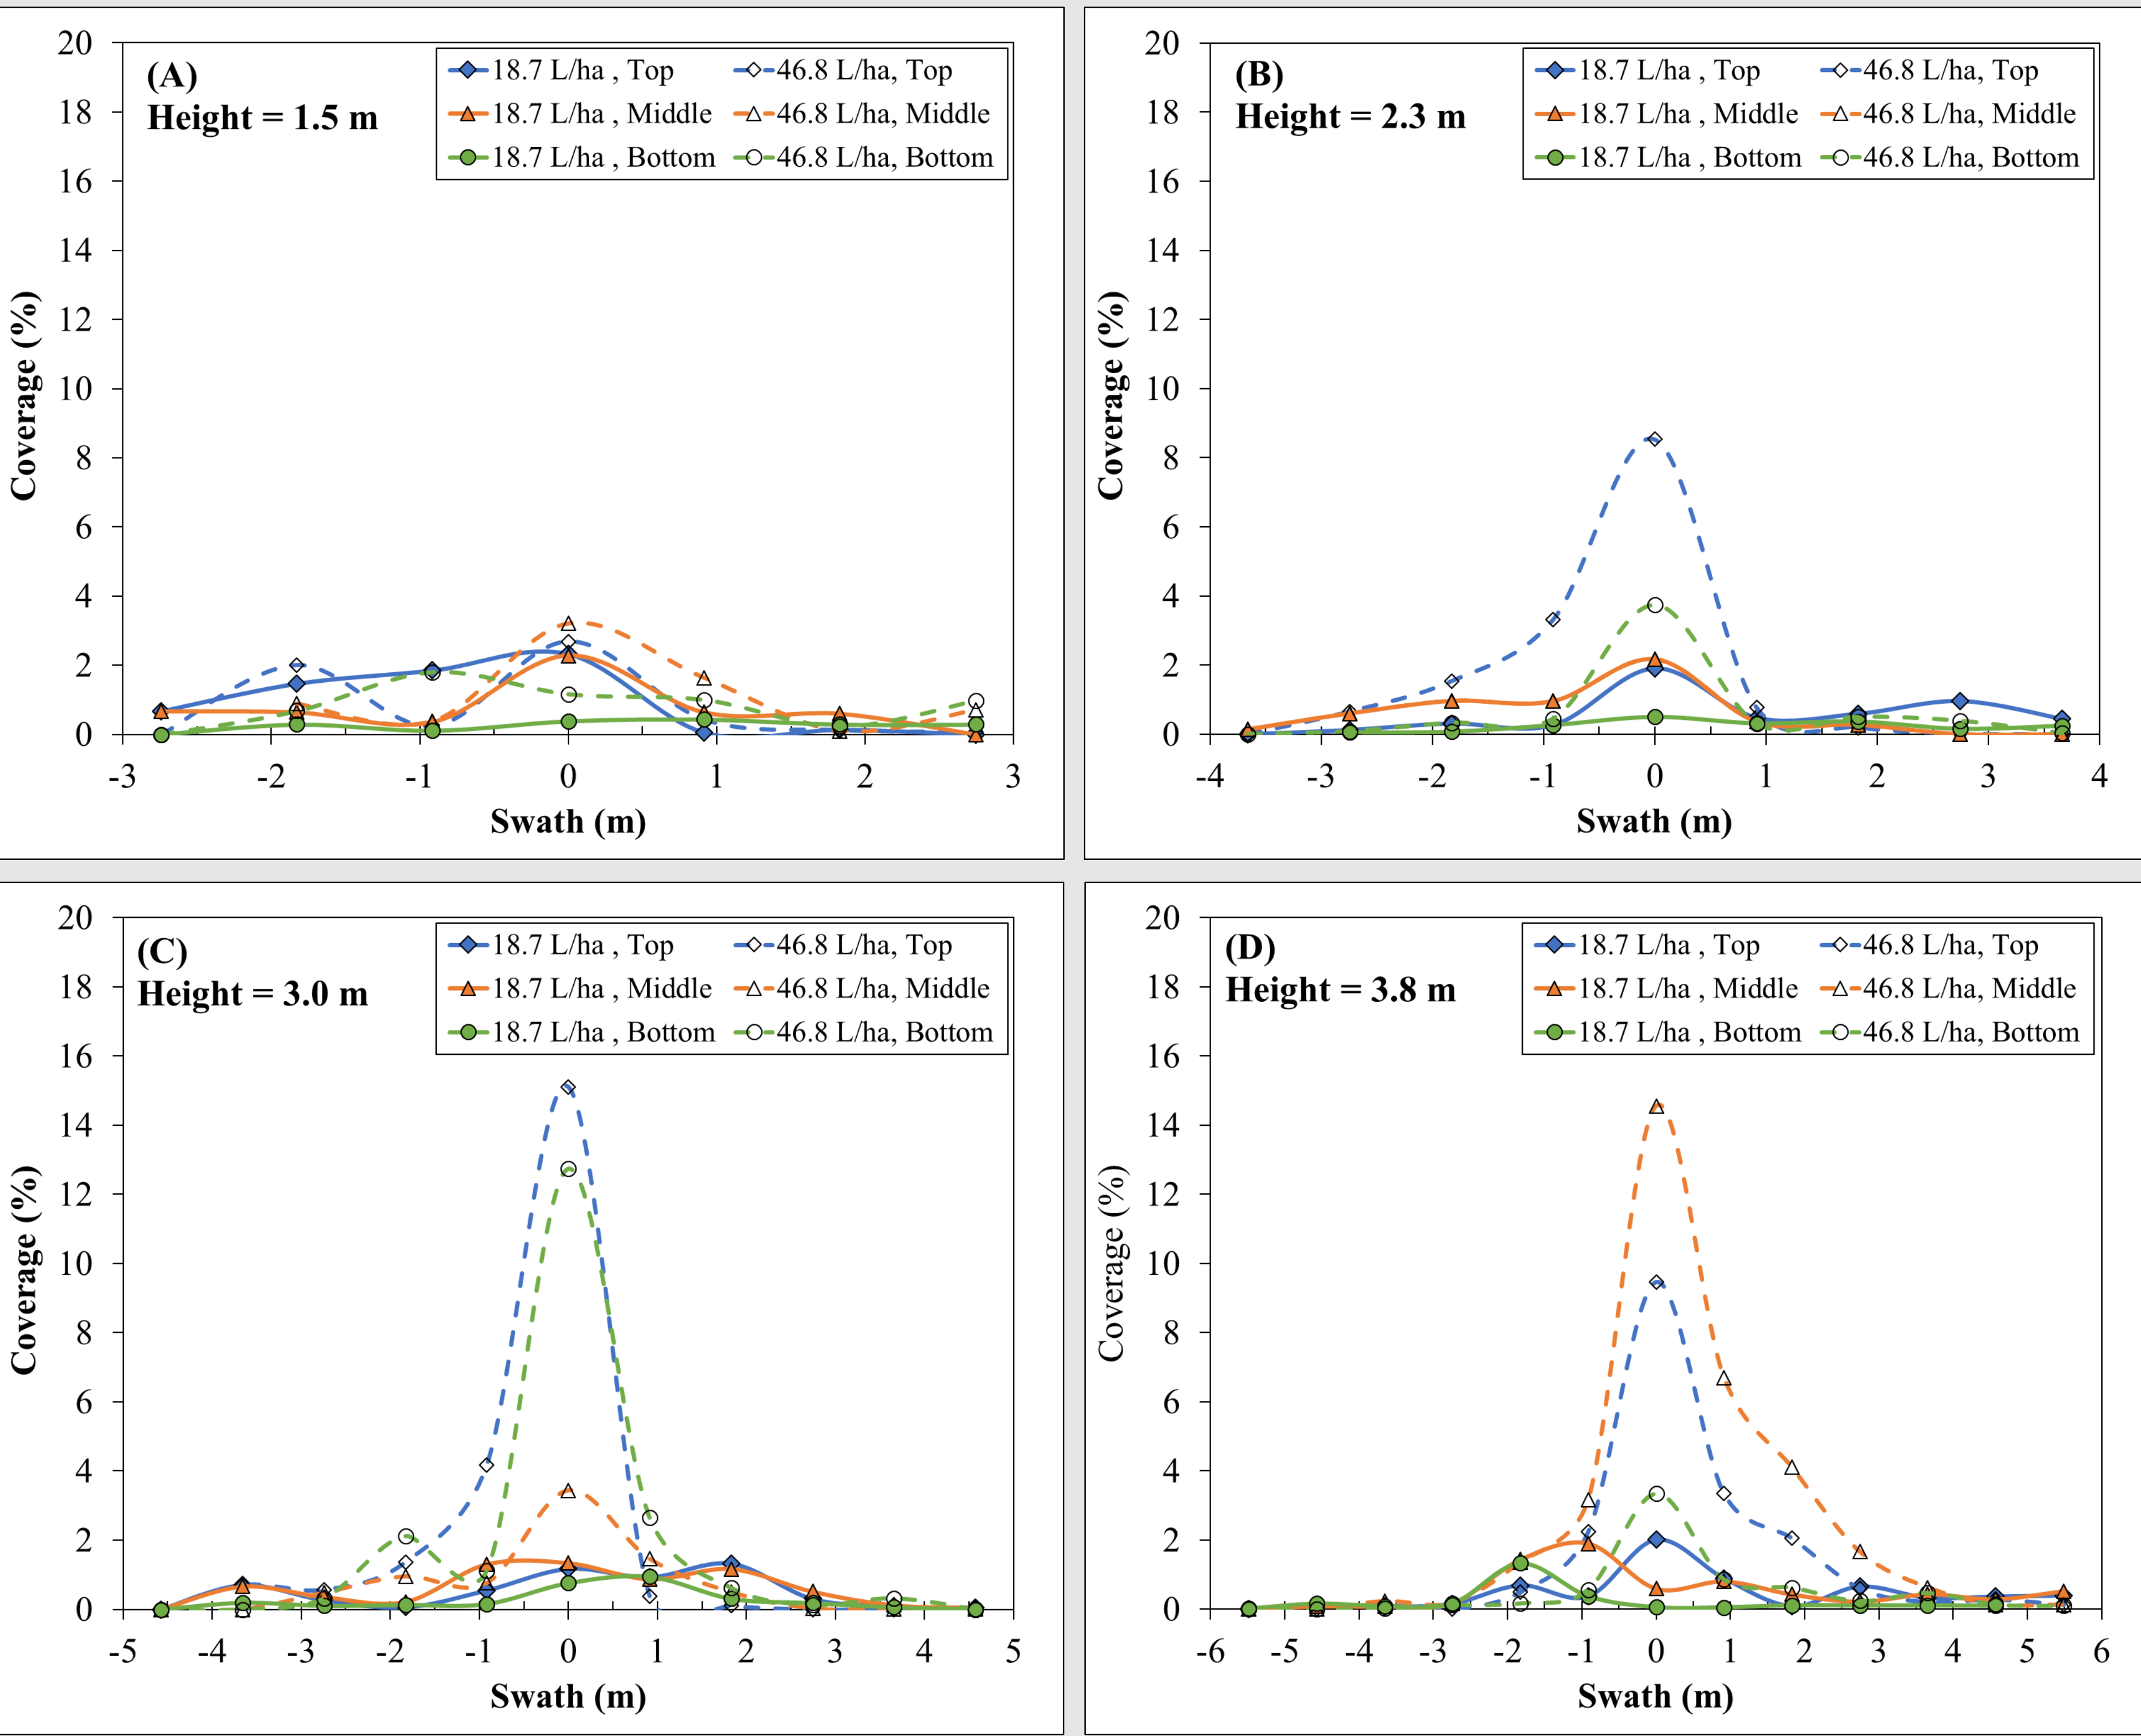 (A)
Height = 1.5 m
18.7 L/ha , Top
46.8 L/ha, Top
18.7 L/ha , Middle
46.8 L/ha, Middle
18.7 L/ha , Bottom
46.8 L/ha, Bottom
20
18
16
14
12
10
8
6
4
2
0
Coverage (%)
-3 -2 -1 0 1 2 3
Swath (m)
(B)
Height = 2.3 m
18.7 L/ha , Top
46.8 L/ha, Top
18.7 L/ha , Middle
46.8 L/ha, Middle
18.7 L/ha , Bottom
46.8 L/ha, Bottom
20
18
16
14
12
10
8
6
4
2
0
Coverage (%)
-4 -3 -2 -1 0 1 2 3 4
Swath (m)
(C)
Height = 3.0 m
18.7 L/ha , Top
46.8 L/ha, Top
18.7 L/ha , Middle
46.8 L/ha, Middle
18.7 L/ha , Bottom
46.8 L/ha, Bottom
20
18
16
14
12
10
8
6
4
2
0
Coverage (%)
-5 -4 -3 -2 -1 0 1 2 3 4 5
Swath (m)
(D)
Height = 3.8 m
18.7 L/ha , Top
46.8 L/ha, Top
18.7 L/ha , Middle
46.8 L/ha, Middle
18.7 L/ha , Bottom
46.8 L/ha, Bottom
20
18
16
14
12
10
8
6
4
2
0
Coverage (%)
-6 -5 -4 -3 -2 -1 0 1 2 3 4 5 6
Swath (m)